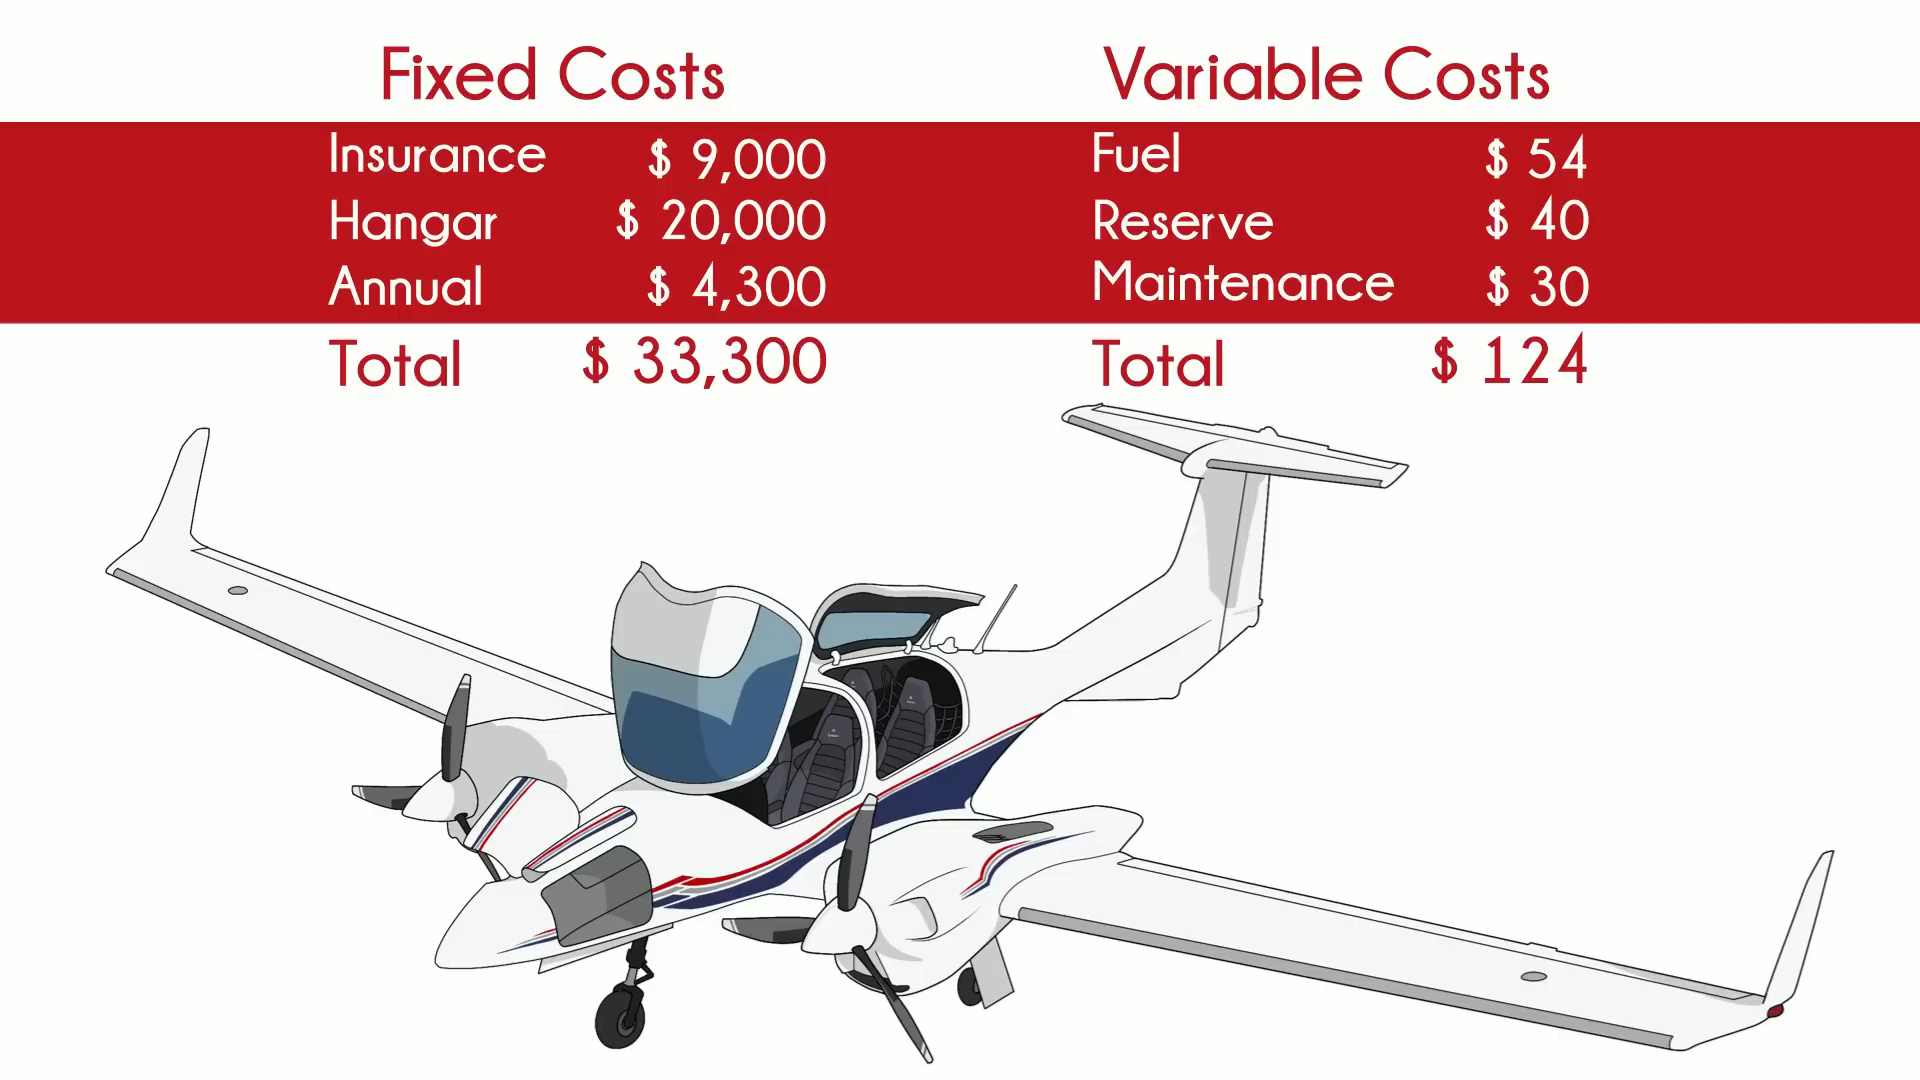 Fixed Costs
Insurance $ 9,000
Hangar $ 20,000
Annual $ 4,300
Total $ 33,300
Variable Costs
Fuel $ 54
Reserve $ 40
Maintenance $ 30
Total $ 124